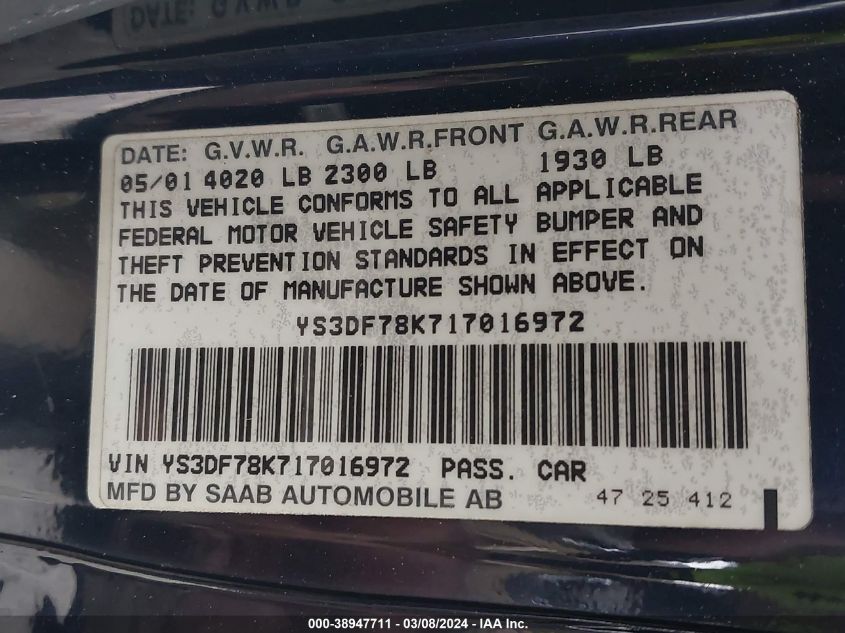 DATE: G.V.W.R. G.A.W.R.FRONT G.A.W.R.REAR
05/01 4020 LB 2300 LB 1930 LB
THIS VEHICLE CONFORMS TO ALL APPLICABLE
FEDERAL MOTOR VEHICLE SAFETY BUMPER AND
THEFT PREVENTION STANDARDS IN EFFECT ON
THE DATE OF MANUFACTURE SHOWN ABOVE.
YS3DF78K717016972
VIN YS3DF78K717016972 PASS. CAR
MFD BY SAAB AUTOMOBILE AB 47 25 412
000-38947711 - 03/08/2024 - IAA Inc.